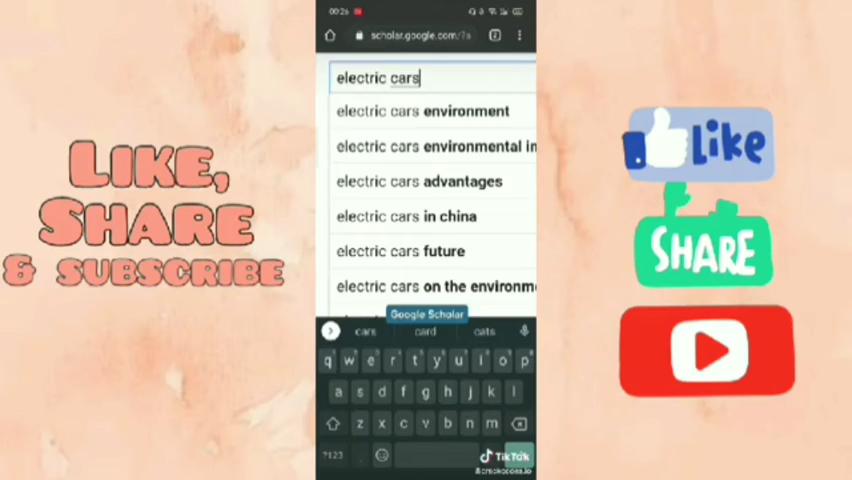 LIKE,
SHARE
& SUBSCRIBE
00:26
scholar.google.com/?a
electric cars
electric cars environment
electric cars environmental in
electric cars advantages
electric cars in china
electric cars future
electric cars on the environm
Google Scholar
cars card cats
q w e r t y u i o p
a s d f g h j k l
z x c v b n m
?123
TikTok
Like
SHARE